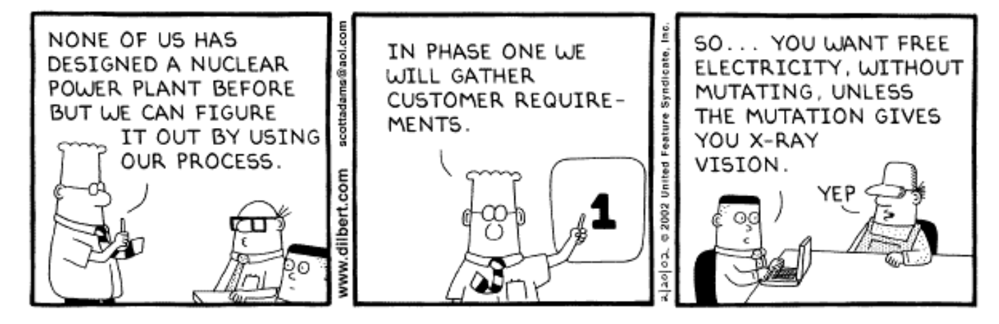 NONE OF US HAS
DESIGNED A NUCLEAR
POWER PLANT BEFORE
BUT WE CAN FIGURE
IT OUT BY USING
OUR PROCESS.
www.dilbert.com scottadams@aol.com
IN PHASE ONE WE
WILL GATHER
CUSTOMER REQUIRE-
MENTS.
1
2/20/02 © 2002 United Feature Syndicate, Inc.
SO... YOU WANT FREE
ELECTRICITY, WITHOUT
MUTATING, UNLESS
THE MUTATION GIVES
YOU X-RAY
VISION.
YEP